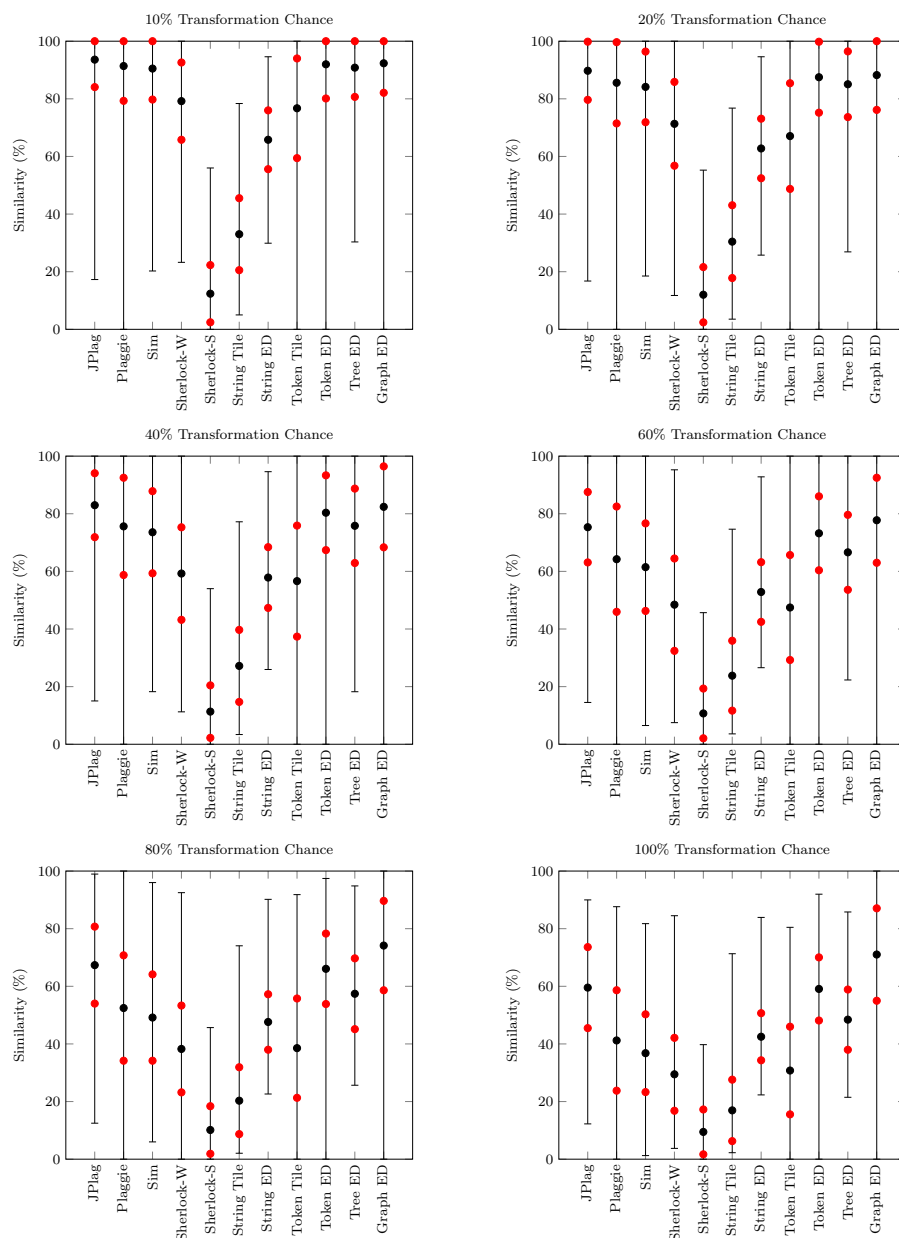 10% Transformation Chance
Similarity (%)
100
80
60
40
20
0
JPlag
Plaggie
Sim
Sherlock-W
Sherlock-S
String Tile
String ED
Token Tile
Token ED
Tree ED
Graph ED
20% Transformation Chance
Similarity (%)
100
80
60
40
20
0
JPlag
Plaggie
Sim
Sherlock-W
Sherlock-S
String Tile
String ED
Token Tile
Token ED
Tree ED
Graph ED
40% Transformation Chance
Similarity (%)
100
80
60
40
20
0
JPlag
Plaggie
Sim
Sherlock-W
Sherlock-S
String Tile
String ED
Token Tile
Token ED
Tree ED
Graph ED
60% Transformation Chance
Similarity (%)
100
80
60
40
20
0
JPlag
Plaggie
Sim
Sherlock-W
Sherlock-S
String Tile
String ED
Token Tile
Token ED
Tree ED
Graph ED
80% Transformation Chance
Similarity (%)
100
80
60
40
20
0
JPlag
Plaggie
Sim
Sherlock-W
Sherlock-S
String Tile
String ED
Token Tile
Token ED
Tree ED
Graph ED
100% Transformation Chance
Similarity (%)
100
80
60
40
20
0
JPlag
Plaggie
Sim
Sherlock-W
Sherlock-S
String Tile
String ED
Token Tile
Token ED
Tree ED
Graph ED